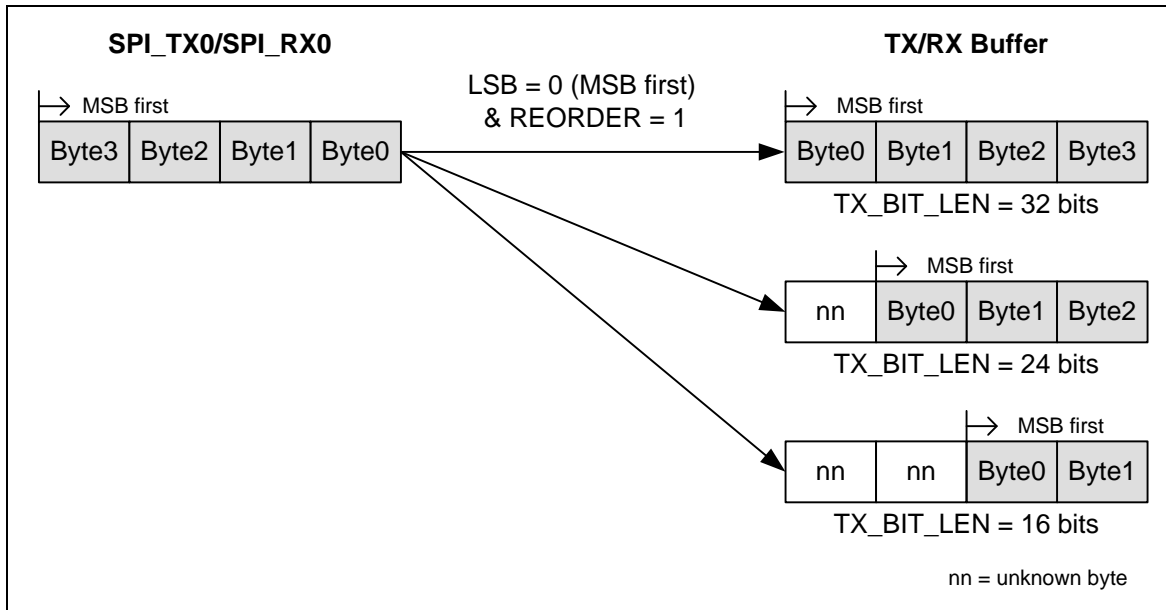 SPI_TX0/SPI_RX0
TX/RX Buffer
LSB = 0 (MSB first)
& REORDER = 1
MSB first
Byte3 Byte2 Byte1 Byte0
MSB first
Byte0 Byte1 Byte2 Byte3
TX_BIT_LEN = 32 bits
MSB first
nn Byte0 Byte1 Byte2
TX_BIT_LEN = 24 bits
MSB first
nn nn Byte0 Byte1
TX_BIT_LEN = 16 bits
nn = unknown byte